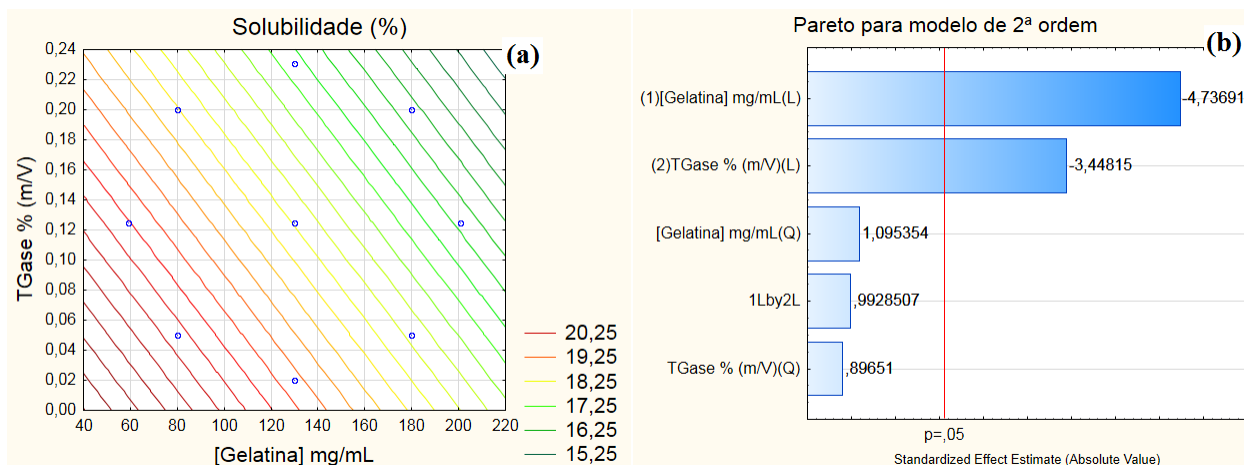 Solubilidade (%)
(a)
TGase % (m/V)
0,24
0,22
0,20
0,18
0,16
0,14
0,12
0,10
0,08
0,06
0,04
0,02
0,00
40 60 80 100 120 140 160 180 200 220
[Gelatina] mg/mL
20,25
19,25
18,25
17,25
16,25
15,25
Pareto para modelo de 2ª ordem
(b)
(1)[Gelatina] mg/mL(L) -4,73691
(2)TGase % (m/V)(L) -3,44815
[Gelatina] mg/mL(Q) 1,095354
1Lby2L ,9928507
TGase % (m/V)(Q) ,89651
p=,05
Standardized Effect Estimate (Absolute Value)